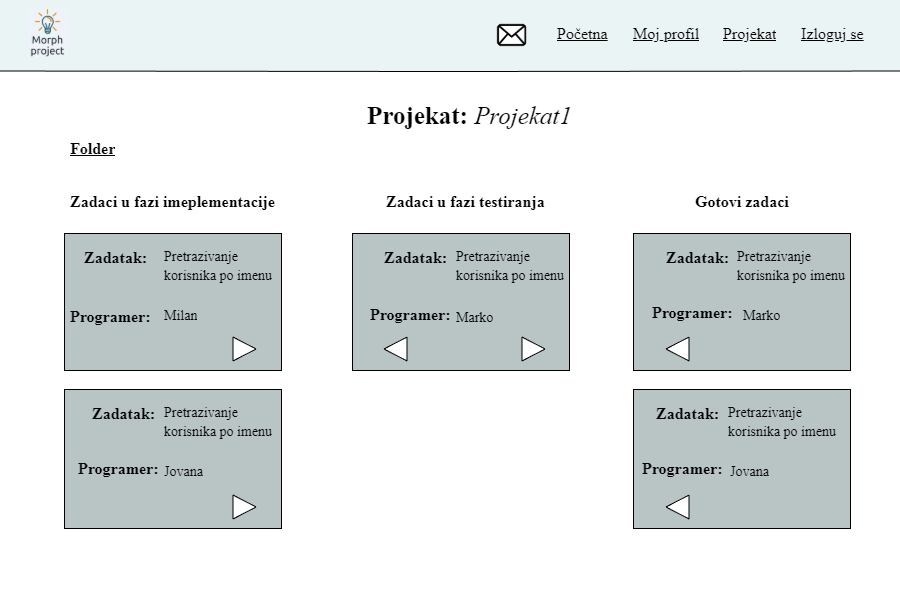 Morph
project
Početna Moj profil Projekat Izloguj se
Projekat: Projekat1
Folder
Zadaci u fazi imeplementacije
Zadatak: Pretrazivanje
korisnika po imenu
Programer: Milan
Zadatak: Pretrazivanje
korisnika po imenu
Programer: Jovana
Zadaci u fazi testiranja
Zadatak: Pretrazivanje
korisnika po imenu
Programer: Marko
Gotovi zadaci
Zadatak: Pretrazivanje
korisnika po imenu
Programer: Marko
Zadatak: Pretrazivanje
korisnika po imenu
Programer: Jovana